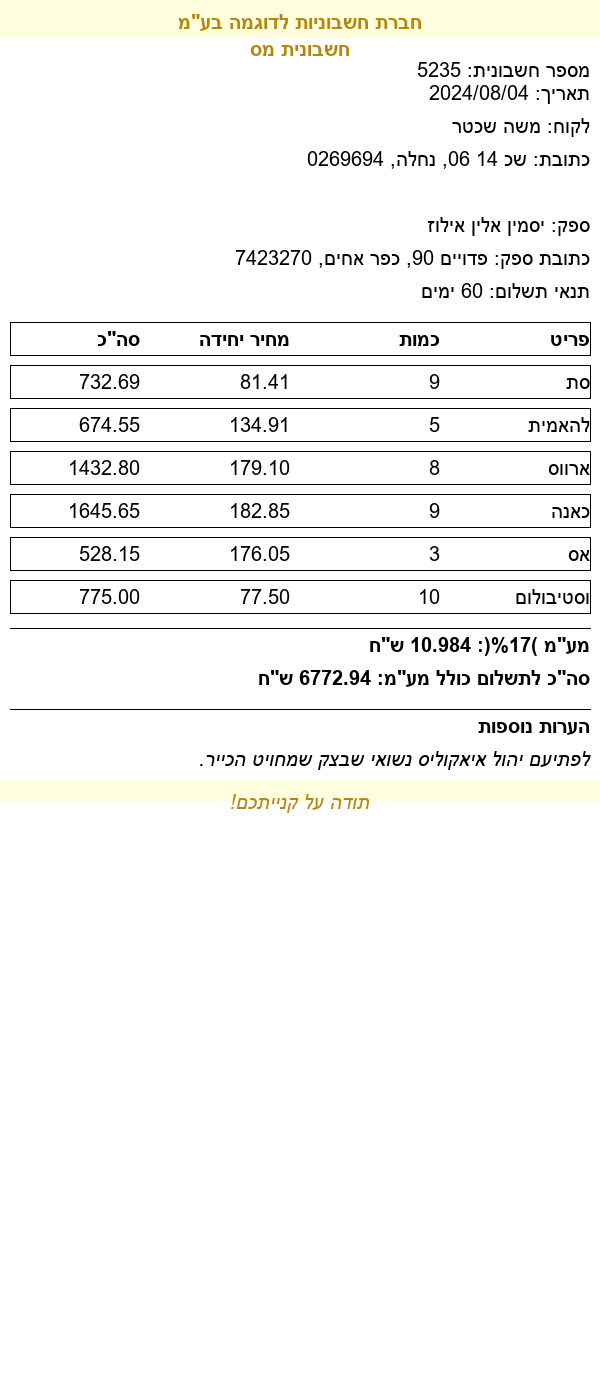 חברת חשבוניות לדוגמה בע"מ
חשבונית מס
מספר חשבונית: 5235
תאריך: 2024/08/04
לקוח: משה שכטר
כתובת: שכ 14 06, נחלה, 0269694
ספק: יסמין אלין אילוז
כתובת ספק: פדויים 90, כפר אחים, 7423270
תנאי תשלום: 60 ימים
פריט כמות מחיר יחידה סה"כ
סת 9 81.41 732.69
להאמית 5 134.91 674.55
ארווס 8 179.10 1432.80
כאנה 9 182.85 1645.65
אס 3 176.05 528.15
וסטיבולום 10 77.50 775.00
מע"מ )17%(: 10.984 ש"ח
סה"כ לתשלום כולל מע"מ: 6772.94 ש"ח
הערות נוספות
לפתיעם יהול איאקוליס נשואי שבצק שמחויט הכייר.
תודה על קנייתכם!